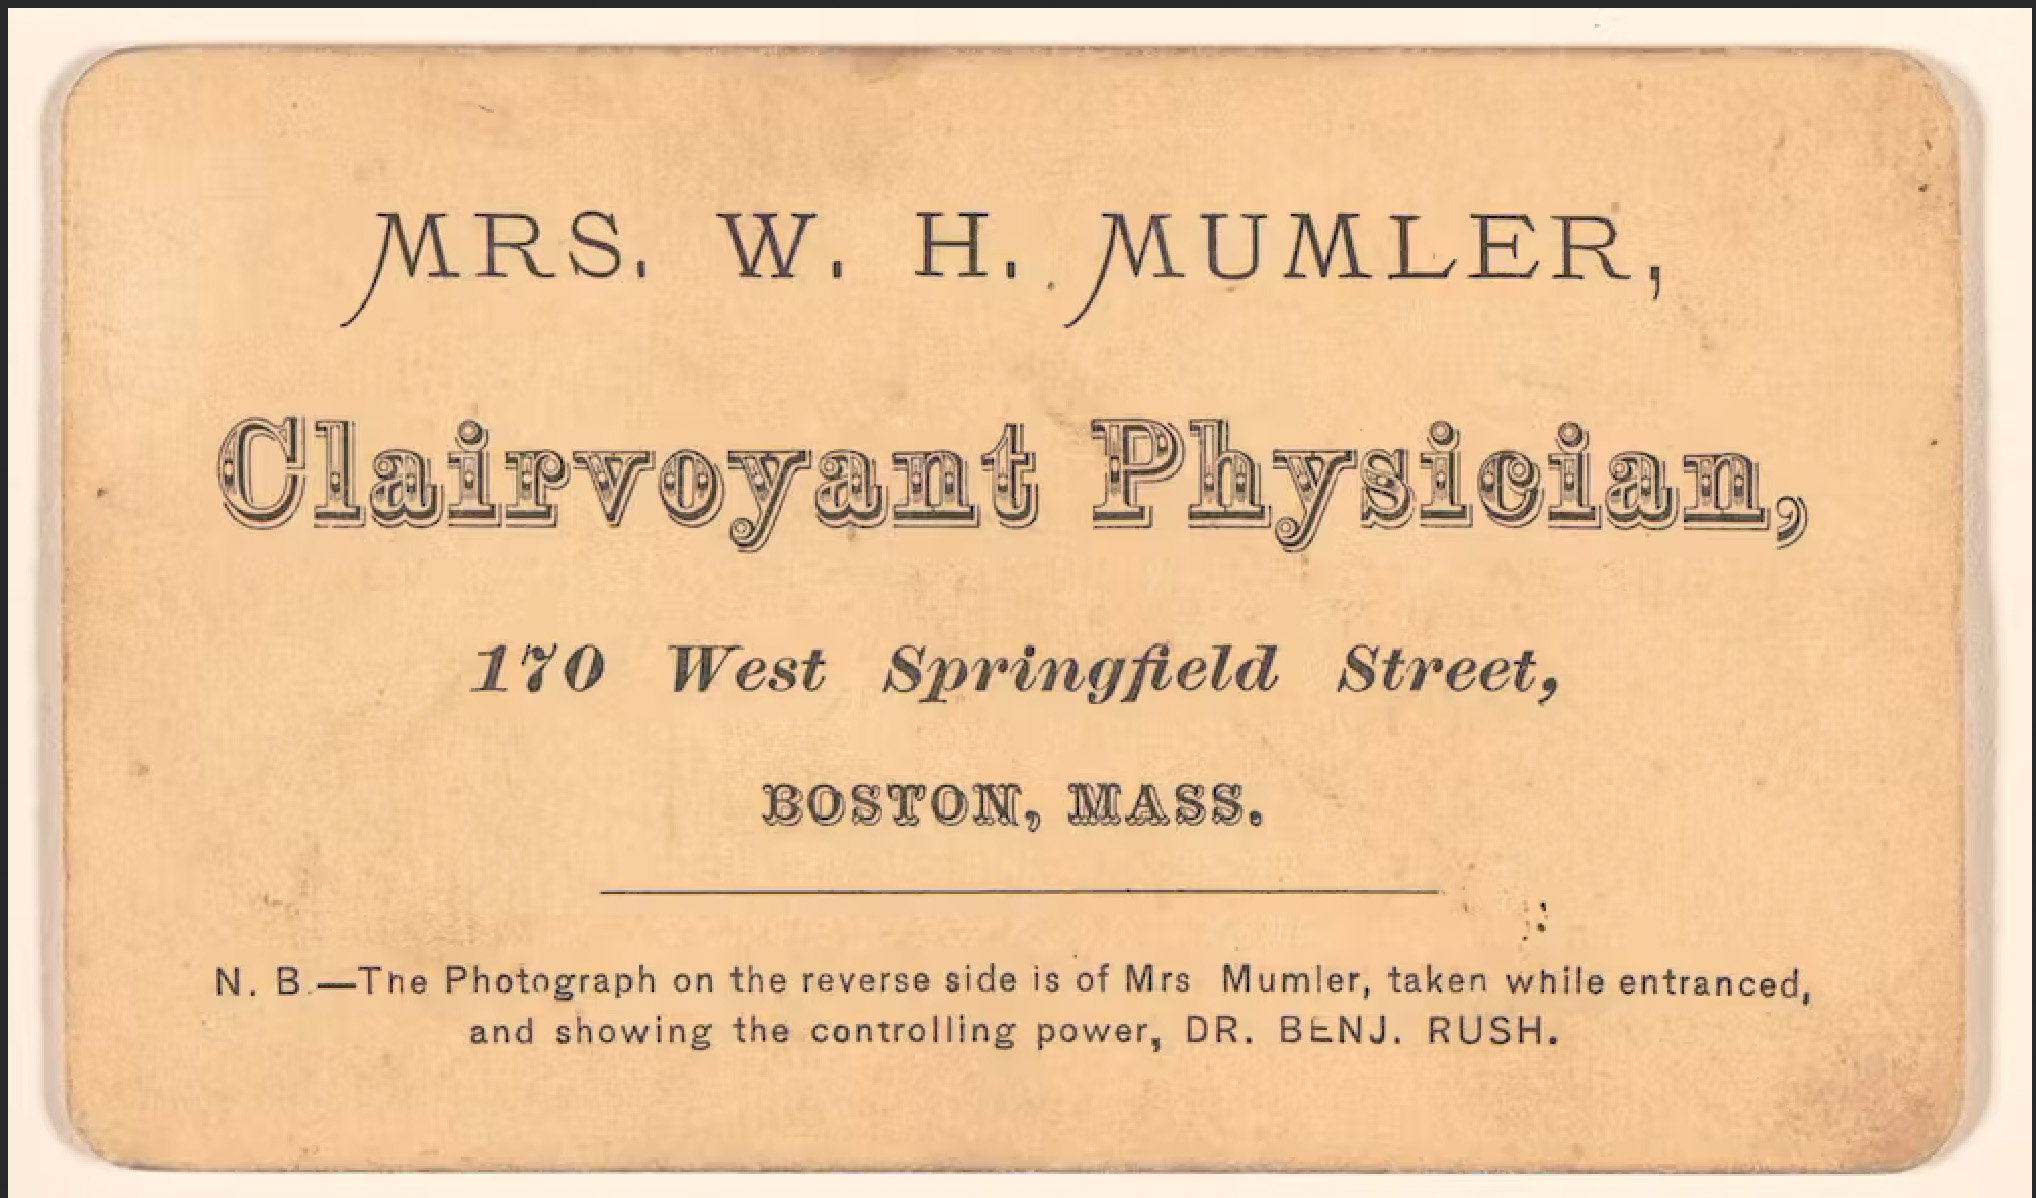 MRS. W. H. MUMLER,
Clairvoyant Physician,
170 West Springfield Street,
BOSTON, MASS.
N. B.—The Photograph on the reverse side is of Mrs Mumler, taken while entranced,
and showing the controlling power, DR. BENJ. RUSH.